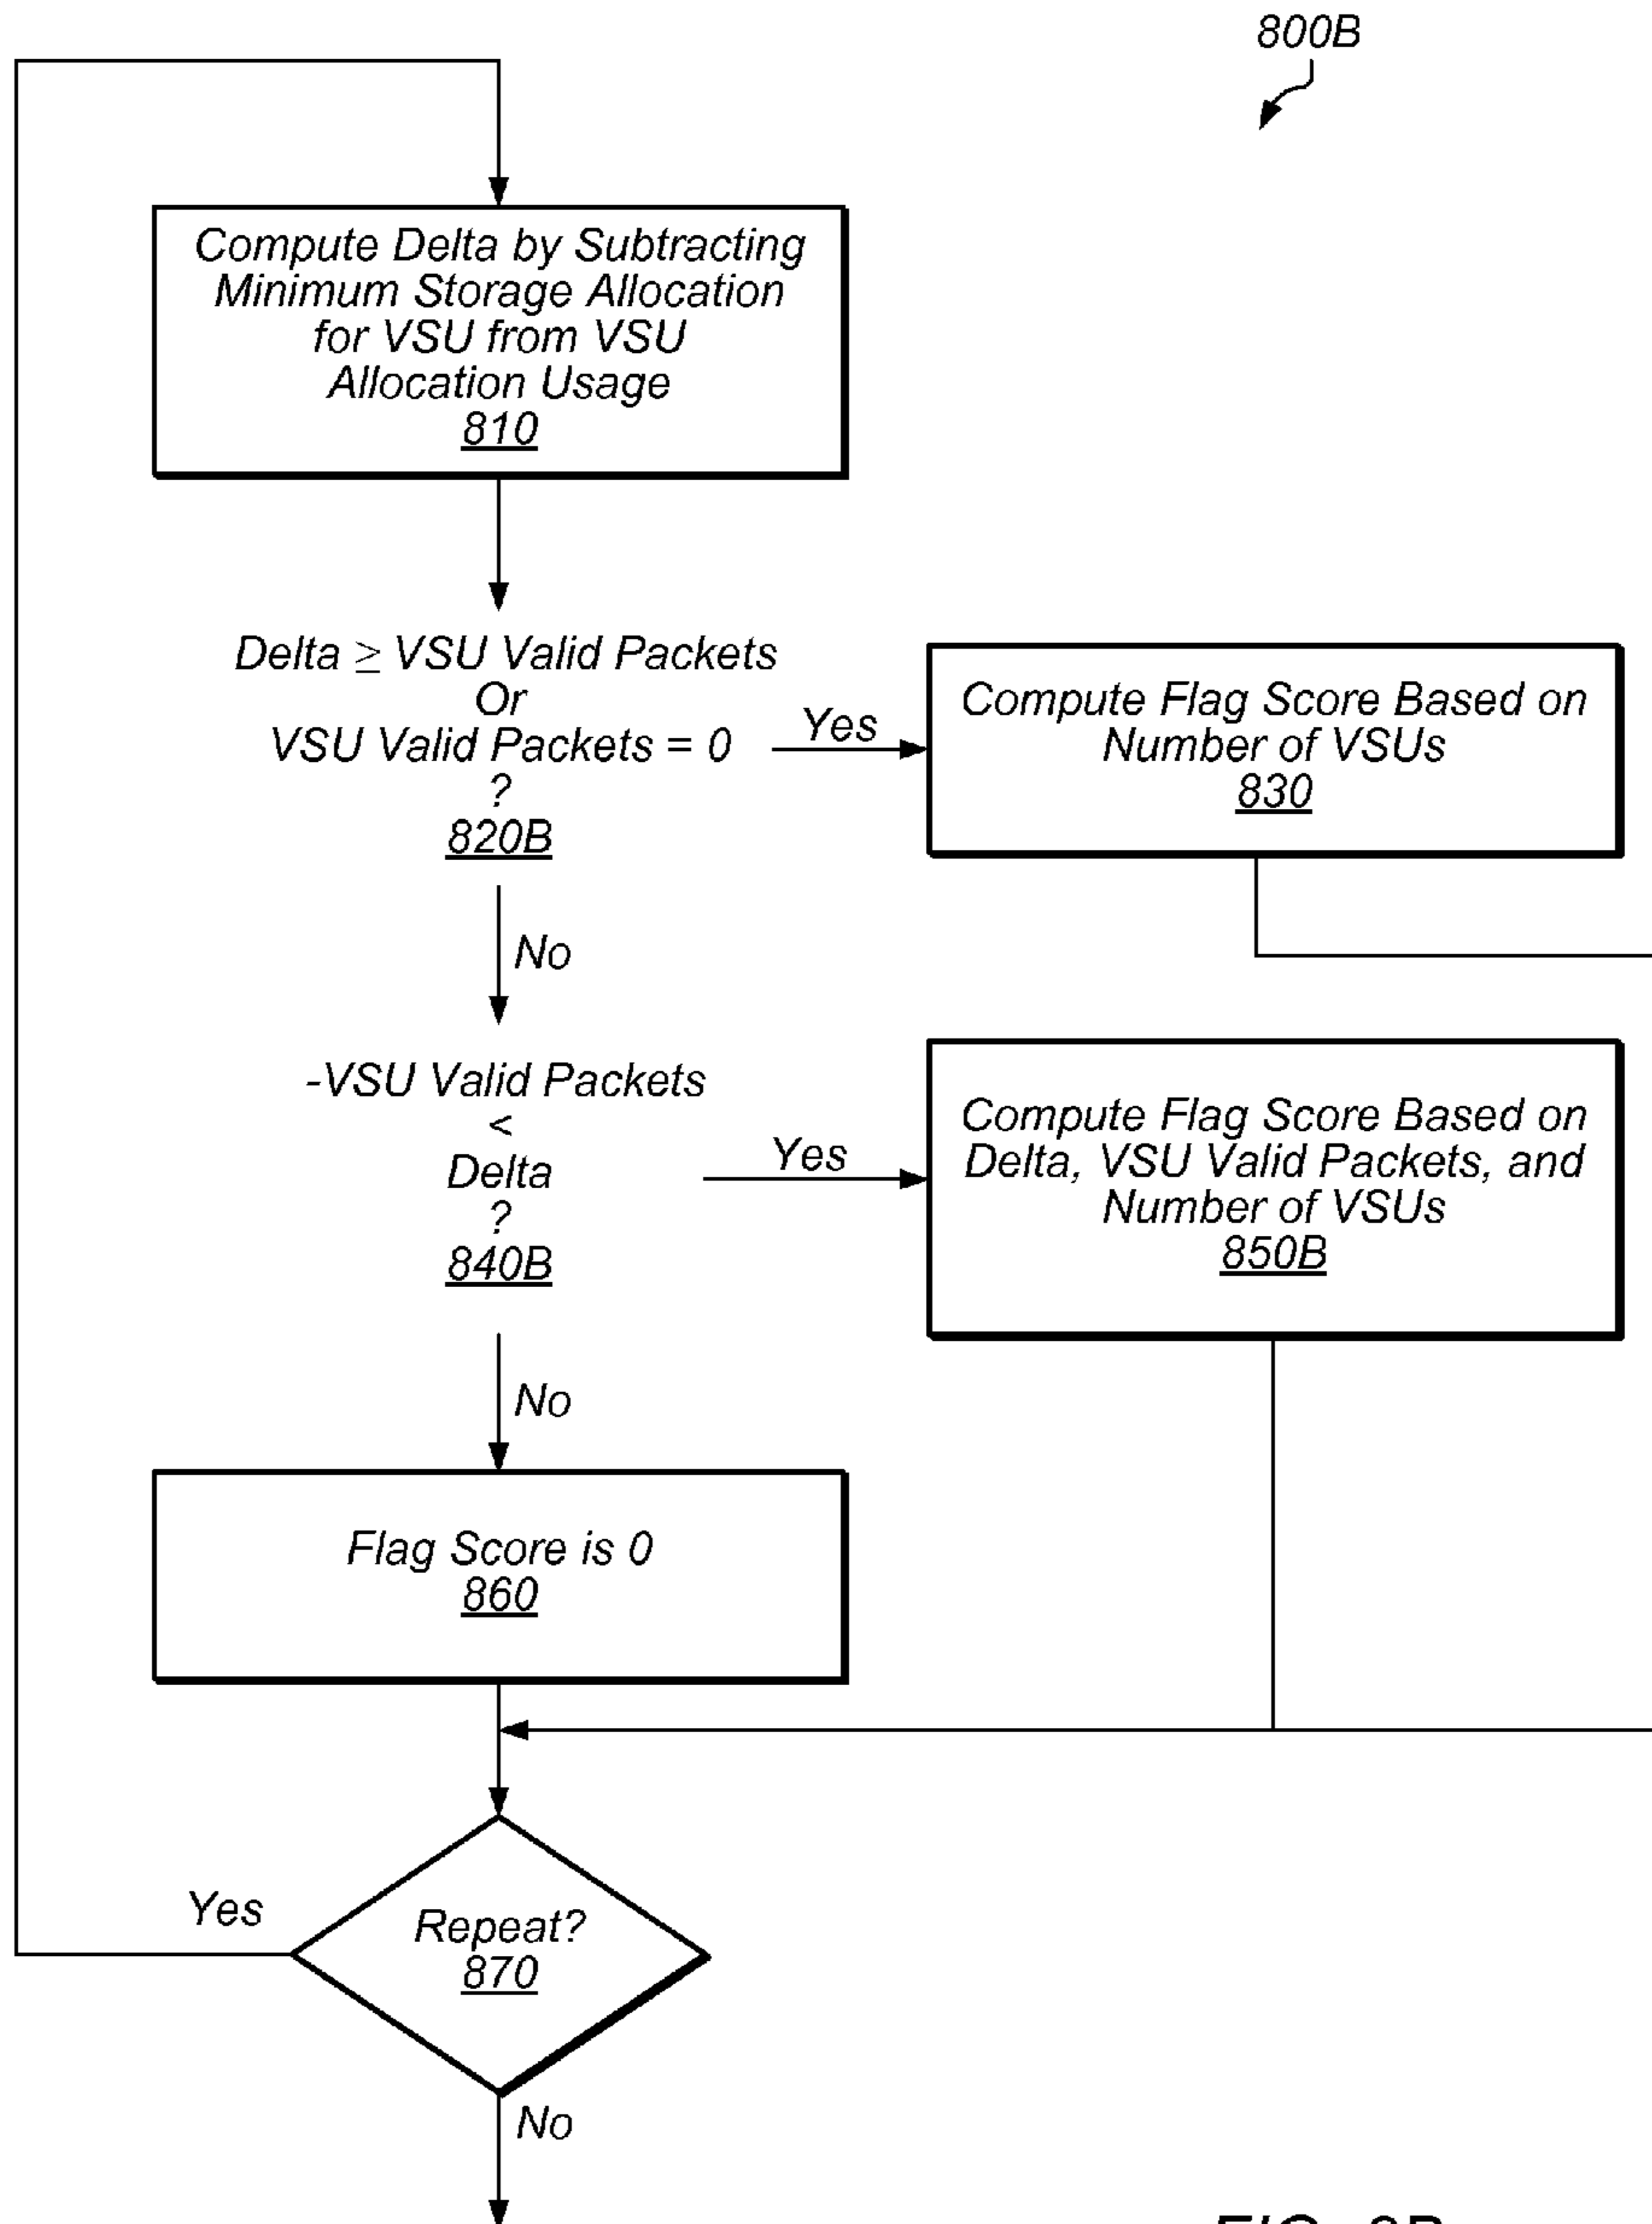 800B
Compute Delta by Subtracting
Minimum Storage Allocation
for VSU from VSU
Allocation Usage
810
Delta ≥ VSU Valid Packets
Or
VSU Valid Packets = 0
?
820B
Yes
Compute Flag Score Based on
Number of VSUs
830
No
-VSU Valid Packets
<
Delta
?
840B
Yes
Compute Flag Score Based on
Delta, VSU Valid Packets, and
Number of VSUs
850B
No
Flag Score is 0
860
Yes
Repeat?
870
No